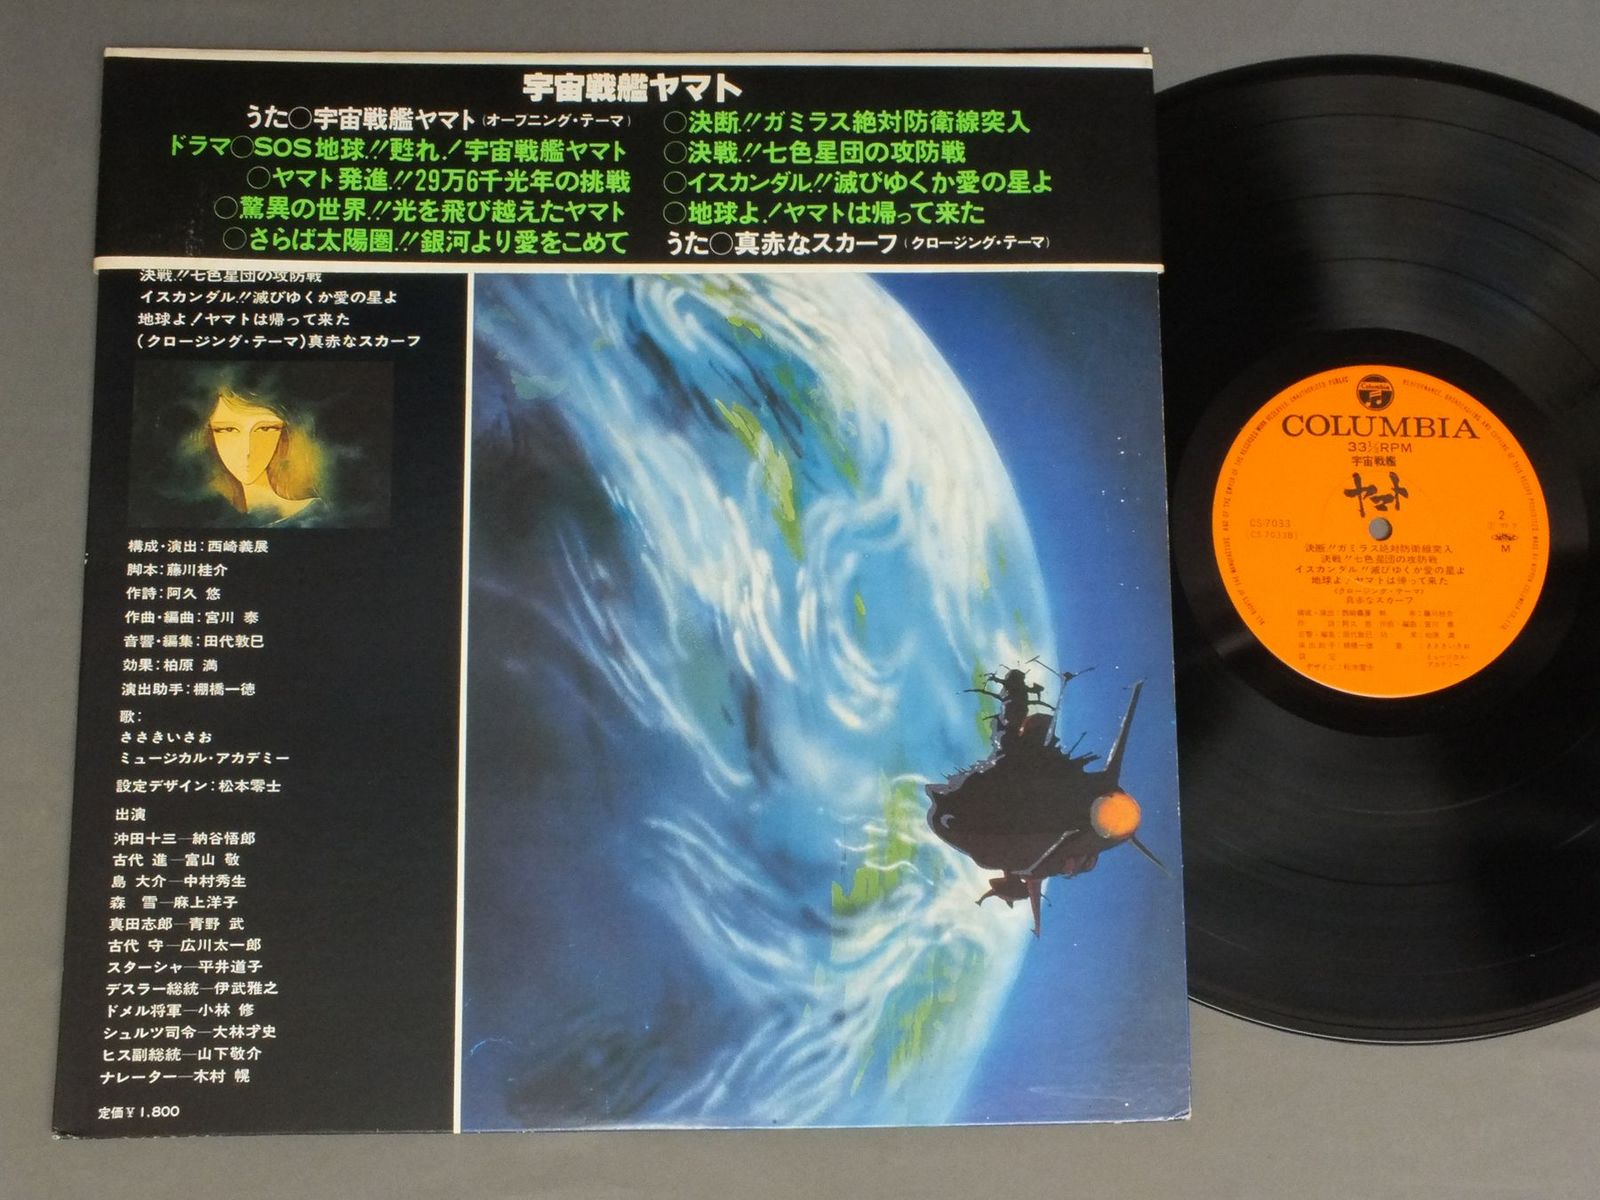 宇宙戦艦ヤマト
うた○宇宙戦艦ヤマト(オープニング・テーマ)
ドラマ○SOS地球!!甦れ!宇宙戦艦ヤマト
○ヤマト発進!!29万6千光年の挑戦
○驚異の世界!!光を飛び越えたヤマト
○さらば太陽圏!!銀河より愛をこめて
○決断!!ガミラス絶対防衛線突入
○決戦!!七色星団の攻防戦
○イスカンダル!!滅びゆくか愛の星よ
○地球よ!ヤマトは帰って来た
うた○真赤なスカーフ(クロージング・テーマ)
決戦!!七色星団の攻防戦
イスカンダル!!滅びゆくか愛の星よ
地球よ!ヤマトは帰って来た
(クロージング・テーマ)真赤なスカーフ
構成・演出:西崎義展
脚本:藤川桂介
作詩:阿久 悠
作曲・編曲:宮川 泰
音響・編集:田代敦巳
効果:柏原 満
演出助手:棚橋一徳
歌:
ささきいさお
ミュージカル・アカデミー
設定デザイン:松本零士
出演
沖田十三―納谷悟郎
古代 進―富山 敬
島 大介―中村秀生
森 雪―麻上洋子
真田志郎―青野 武
古代 守―広川太一郎
スターシャ―平井道子
デスラー総統―伊武雅之
ドメル将軍―小林 修
シュルツ司令―大林才史
ヒス副総統―山下敬介
ナレーター―木村 幌
定価¥1,800
Columbia
COLUMBIA
33 1/3 RPM
宇宙戦艦
ヤマト
CS-7033
(CS 7033B)
2
M
決断!!ガミラス絶対防衛線突入
決戦!!七色星団の攻防戦
イスカンダル!!滅びゆくか愛の星よ
地球よ!ヤマトは帰って来た
(クロージング・テーマ)
真赤なスカーフ
デザイン:松本零士